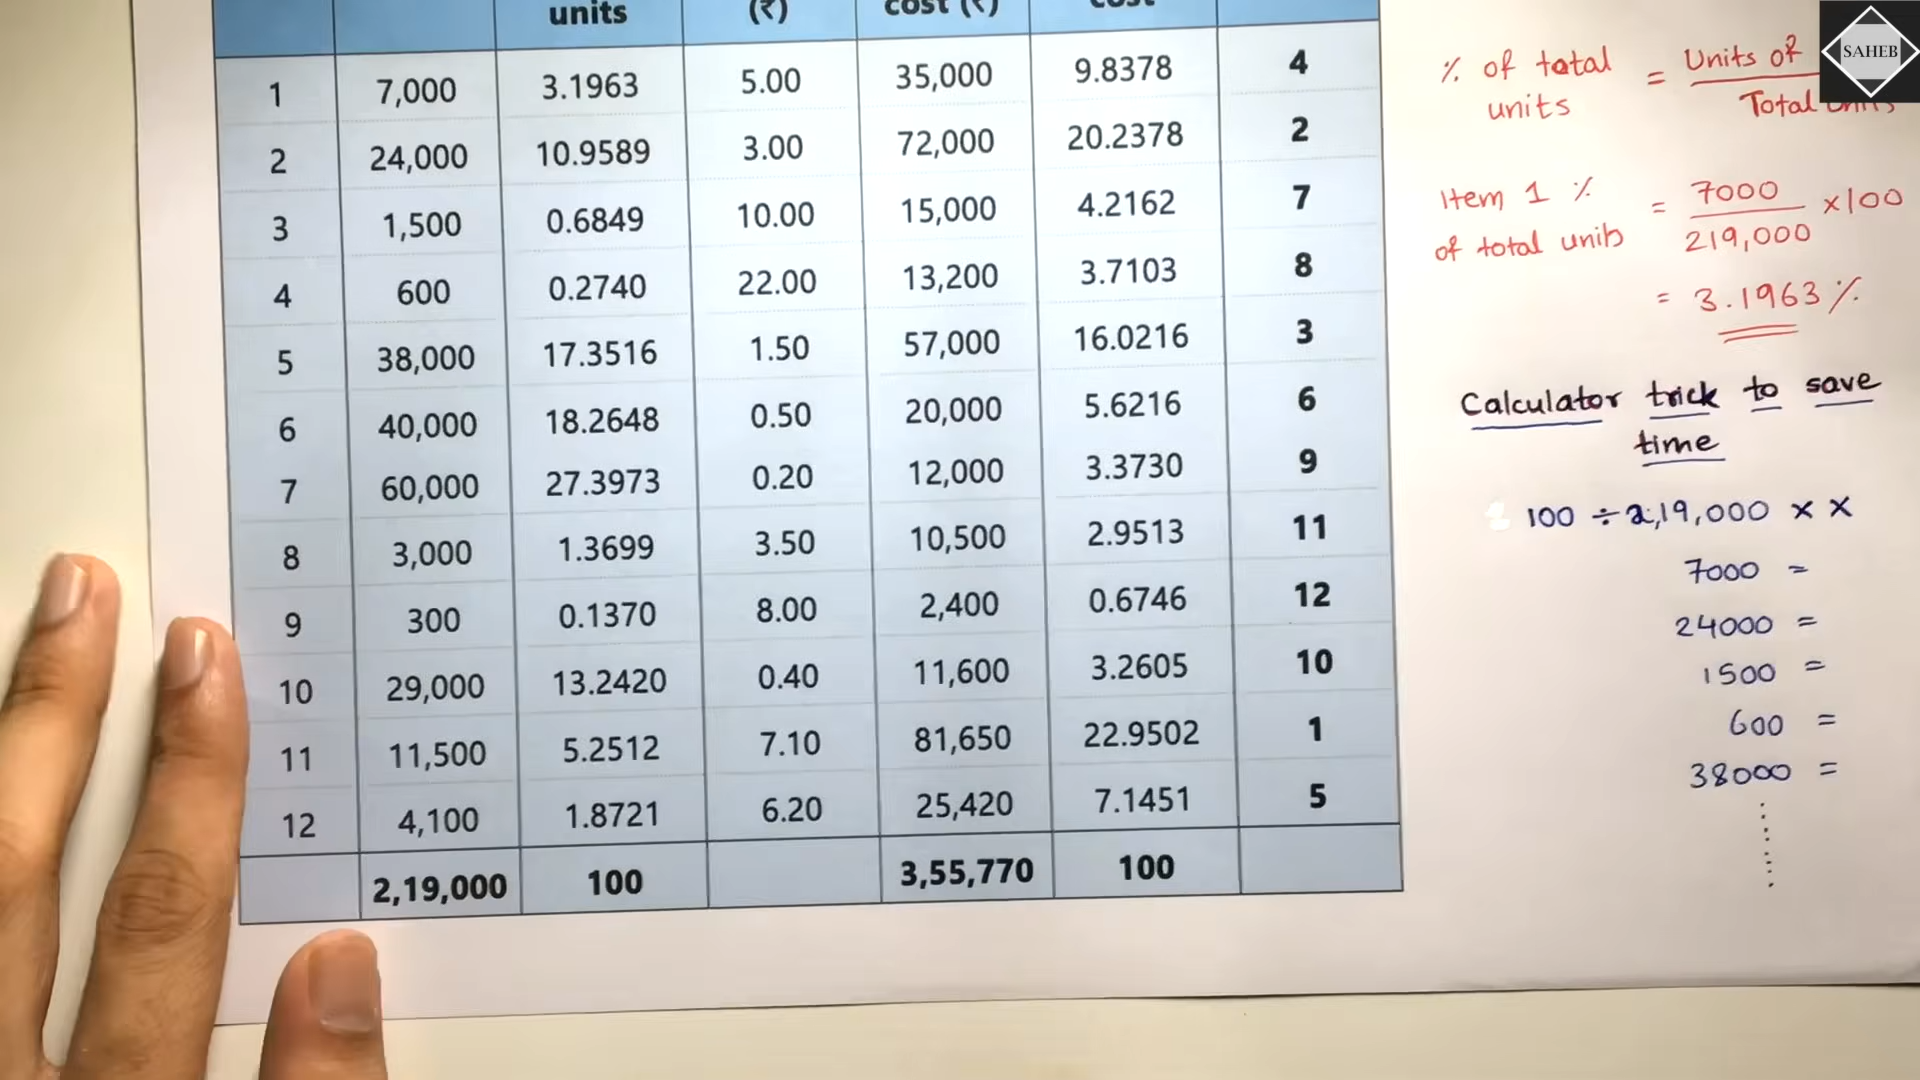 units (₹) cost (₹) cost
1 7,000 3.1963 5.00 35,000 9.8378 4
2 24,000 10.9589 3.00 72,000 20.2378 2
3 1,500 0.6849 10.00 15,000 4.2162 7
4 600 0.2740 22.00 13,200 3.7103 8
5 38,000 17.3516 1.50 57,000 16.0216 3
6 40,000 18.2648 0.50 20,000 5.6216 6
7 60,000 27.3973 0.20 12,000 3.3730 9
8 3,000 1.3699 3.50 10,500 2.9513 11
9 300 0.1370 8.00 2,400 0.6746 12
10 29,000 13.2420 0.40 11,600 3.2605 10
11 11,500 5.2512 7.10 81,650 22.9502 1
12 4,100 1.8721 6.20 25,420 7.1451 5
2,19,000 100 3,55,770 100
SAHEB
% of total = Units of
units Total units
Item 1 % = 7000 x100
of total units 219,000
= 3.1963%
Calculator trick to save
time
100 ÷ 2,19,000 × ×
7000 =
24000 =
1500 =
600 =
38000 =